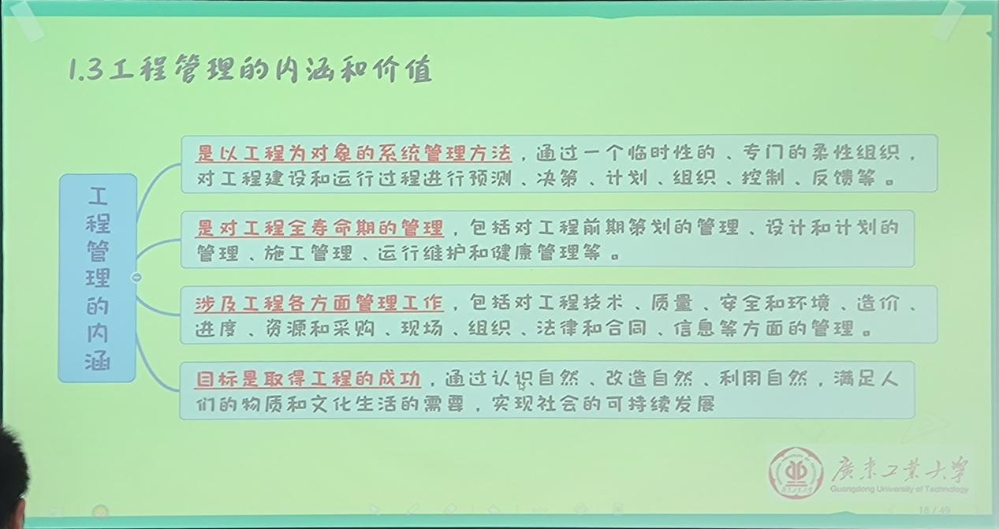 1.3工程管理的内涵和价值
工程管理的内涵
是以工程为对象的系统管理方法，通过一个临时性的、专门的柔性组织，
对工程建设和运行过程进行预测、决策、计划、组织、控制、反馈等。
是对工程全寿命期的管理，包括对工程前期策划的管理、设计和计划的
管理、施工管理、运行维护和健康管理等。
涉及工程各方面管理工作，包括对工程技术、质量、安全和环境、造价、
进度、资源和采购、现场、组织、法律和合同、信息等方面的管理。
目标是取得工程的成功，通过认识自然、改造自然、利用自然，满足人
们的物质和文化生活的需要，实现社会的可持续发展
廣東工業大學
Guangdong University of Technology
18 / 49